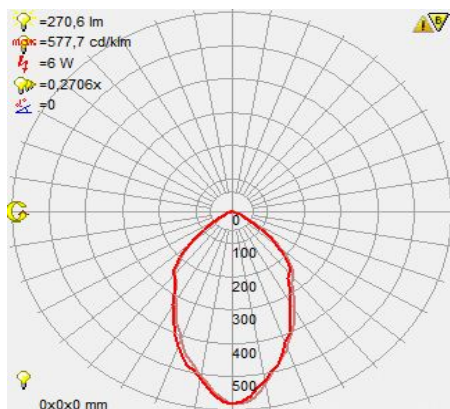 =270,6 lm
max =577,7 cd/klm
=6 W
=0,2706x
=0
B
0
100
200
300
400
500
0x0x0 mm